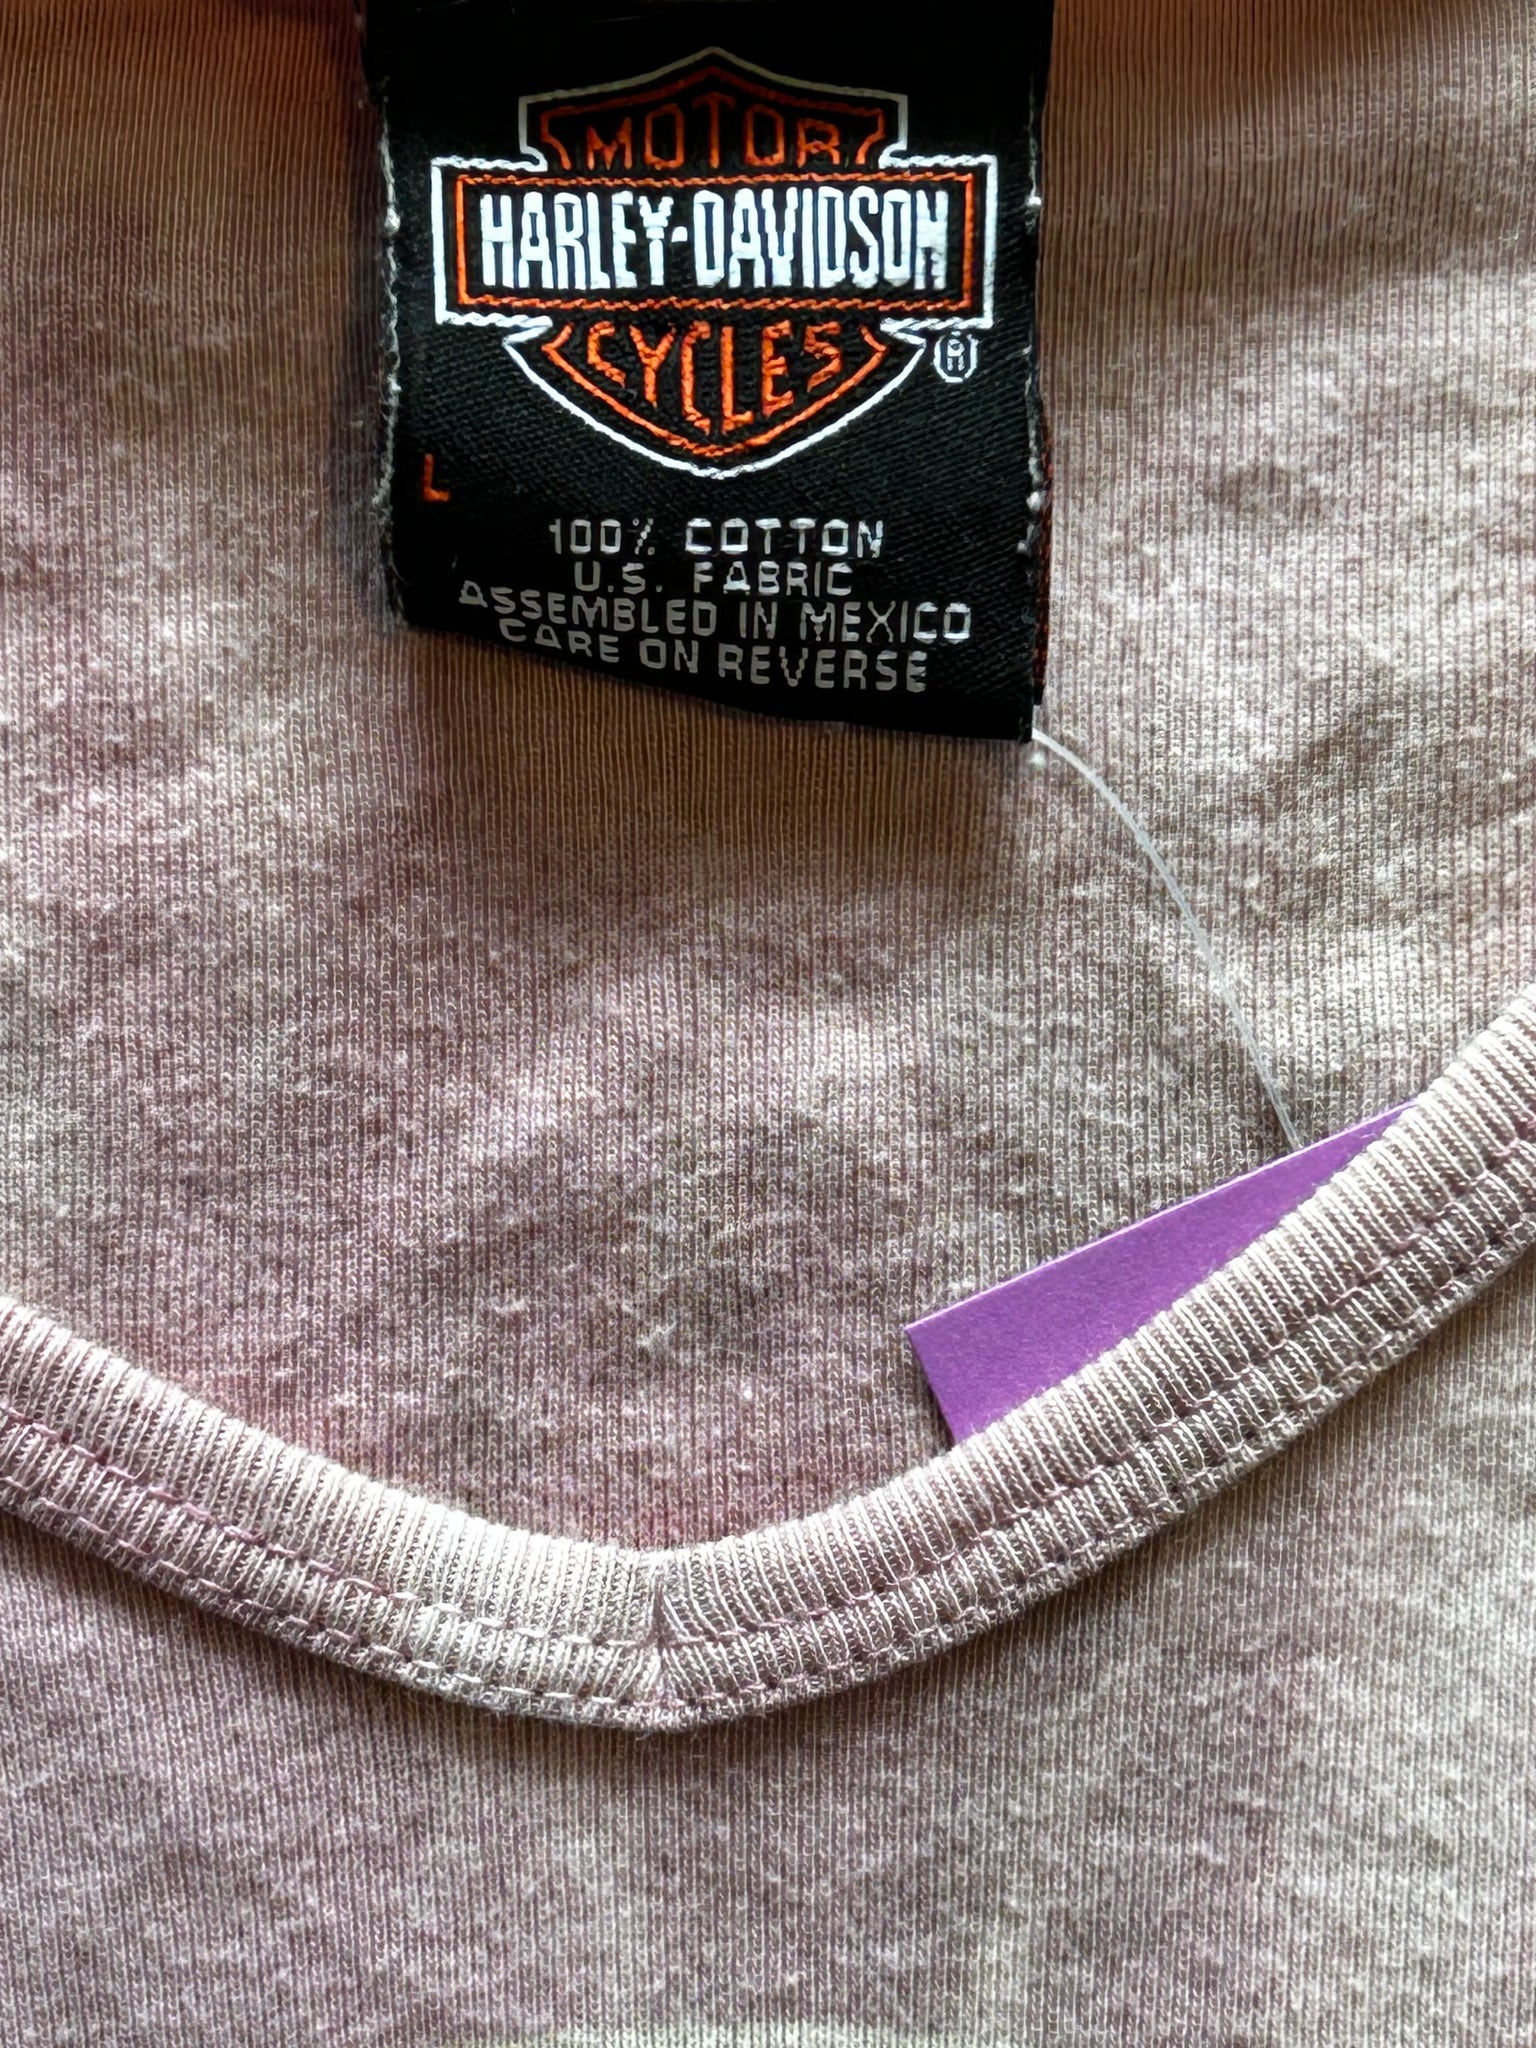 MOTOR
HARLEY-DAVIDSON
CYCLES
®
L
100% COTTON
U.S. FABRIC
ASSEMBLED IN MEXICO
CARE ON REVERSE